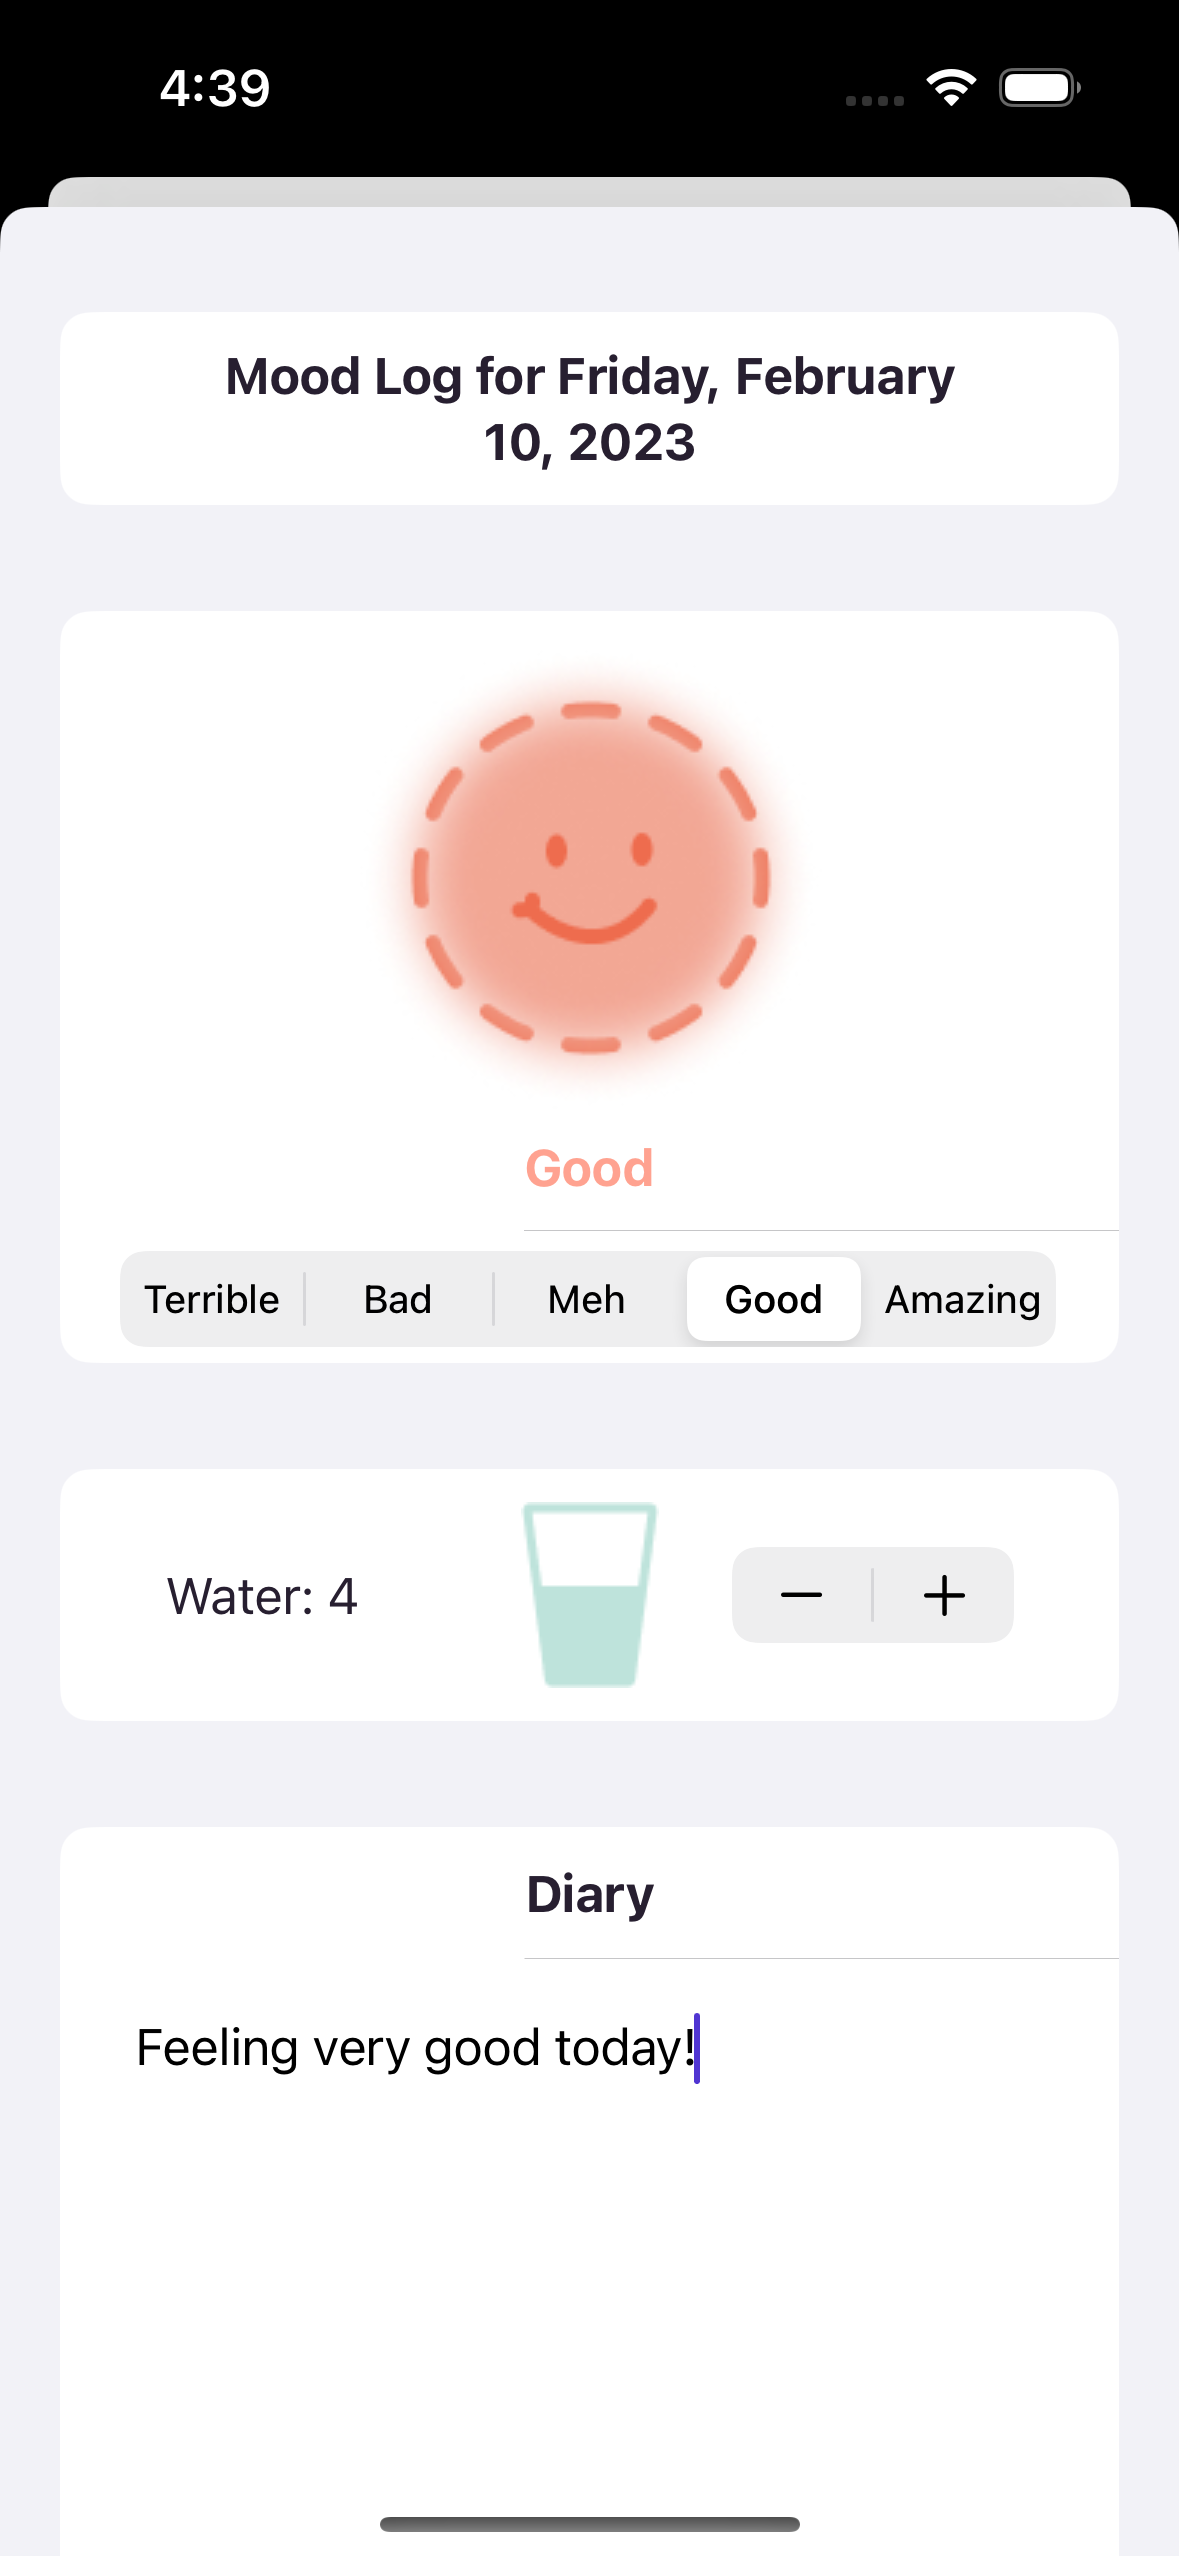 4:39
Mood Log for Friday, February
10, 2023
Good
Terrible Bad Meh Good Amazing
Water: 4
Diary
Feeling very good today!